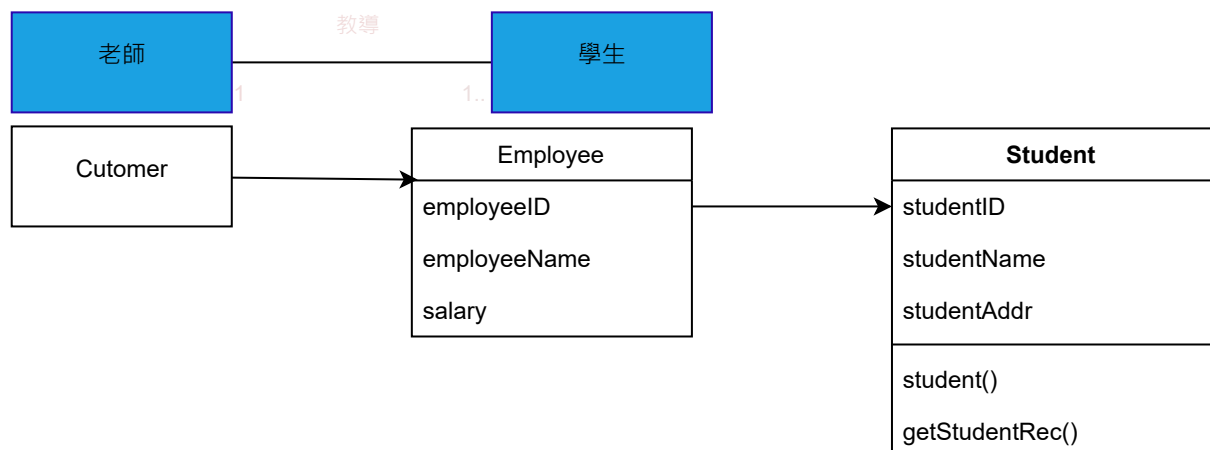 教導
老師
學生
1
1..
Cutomer
Employee
employeeID
employeeName
salary
Student
studentID
studentName
studentAddr
student()
getStudentRec()